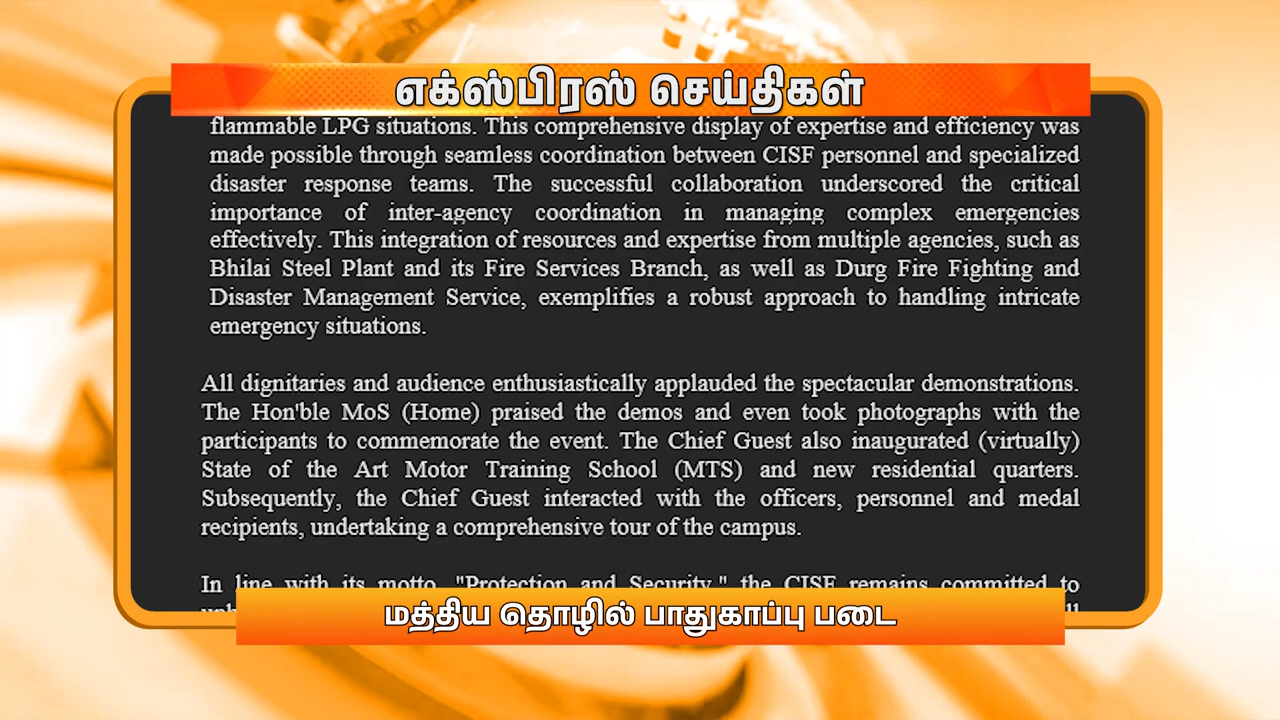 எக்ஸ்பிரஸ் செய்திகள்
flammable LPG situations. This comprehensive display of expertise and efficiency was
made possible through seamless coordination between CISF personnel and specialized
disaster response teams. The successful collaboration underscored the critical
importance of inter-agency coordination in managing complex emergencies
effectively. This integration of resources and expertise from multiple agencies, such as
Bhilai Steel Plant and its Fire Services Branch, as well as Durg Fire Fighting and
Disaster Management Service, exemplifies a robust approach to handling intricate
emergency situations.
All dignitaries and audience enthusiastically applauded the spectacular demonstrations.
The Hon'ble MoS (Home) praised the demos and even took photographs with the
participants to commemorate the event. The Chief Guest also inaugurated (virtually)
State of the Art Motor Training School (MTS) and new residential quarters.
Subsequently, the Chief Guest interacted with the officers, personnel and medal
recipients, undertaking a comprehensive tour of the campus.
In line with its motto, "Protection and Security," the CISF remains committed to
மத்திய தொழில் பாதுகாப்பு படை